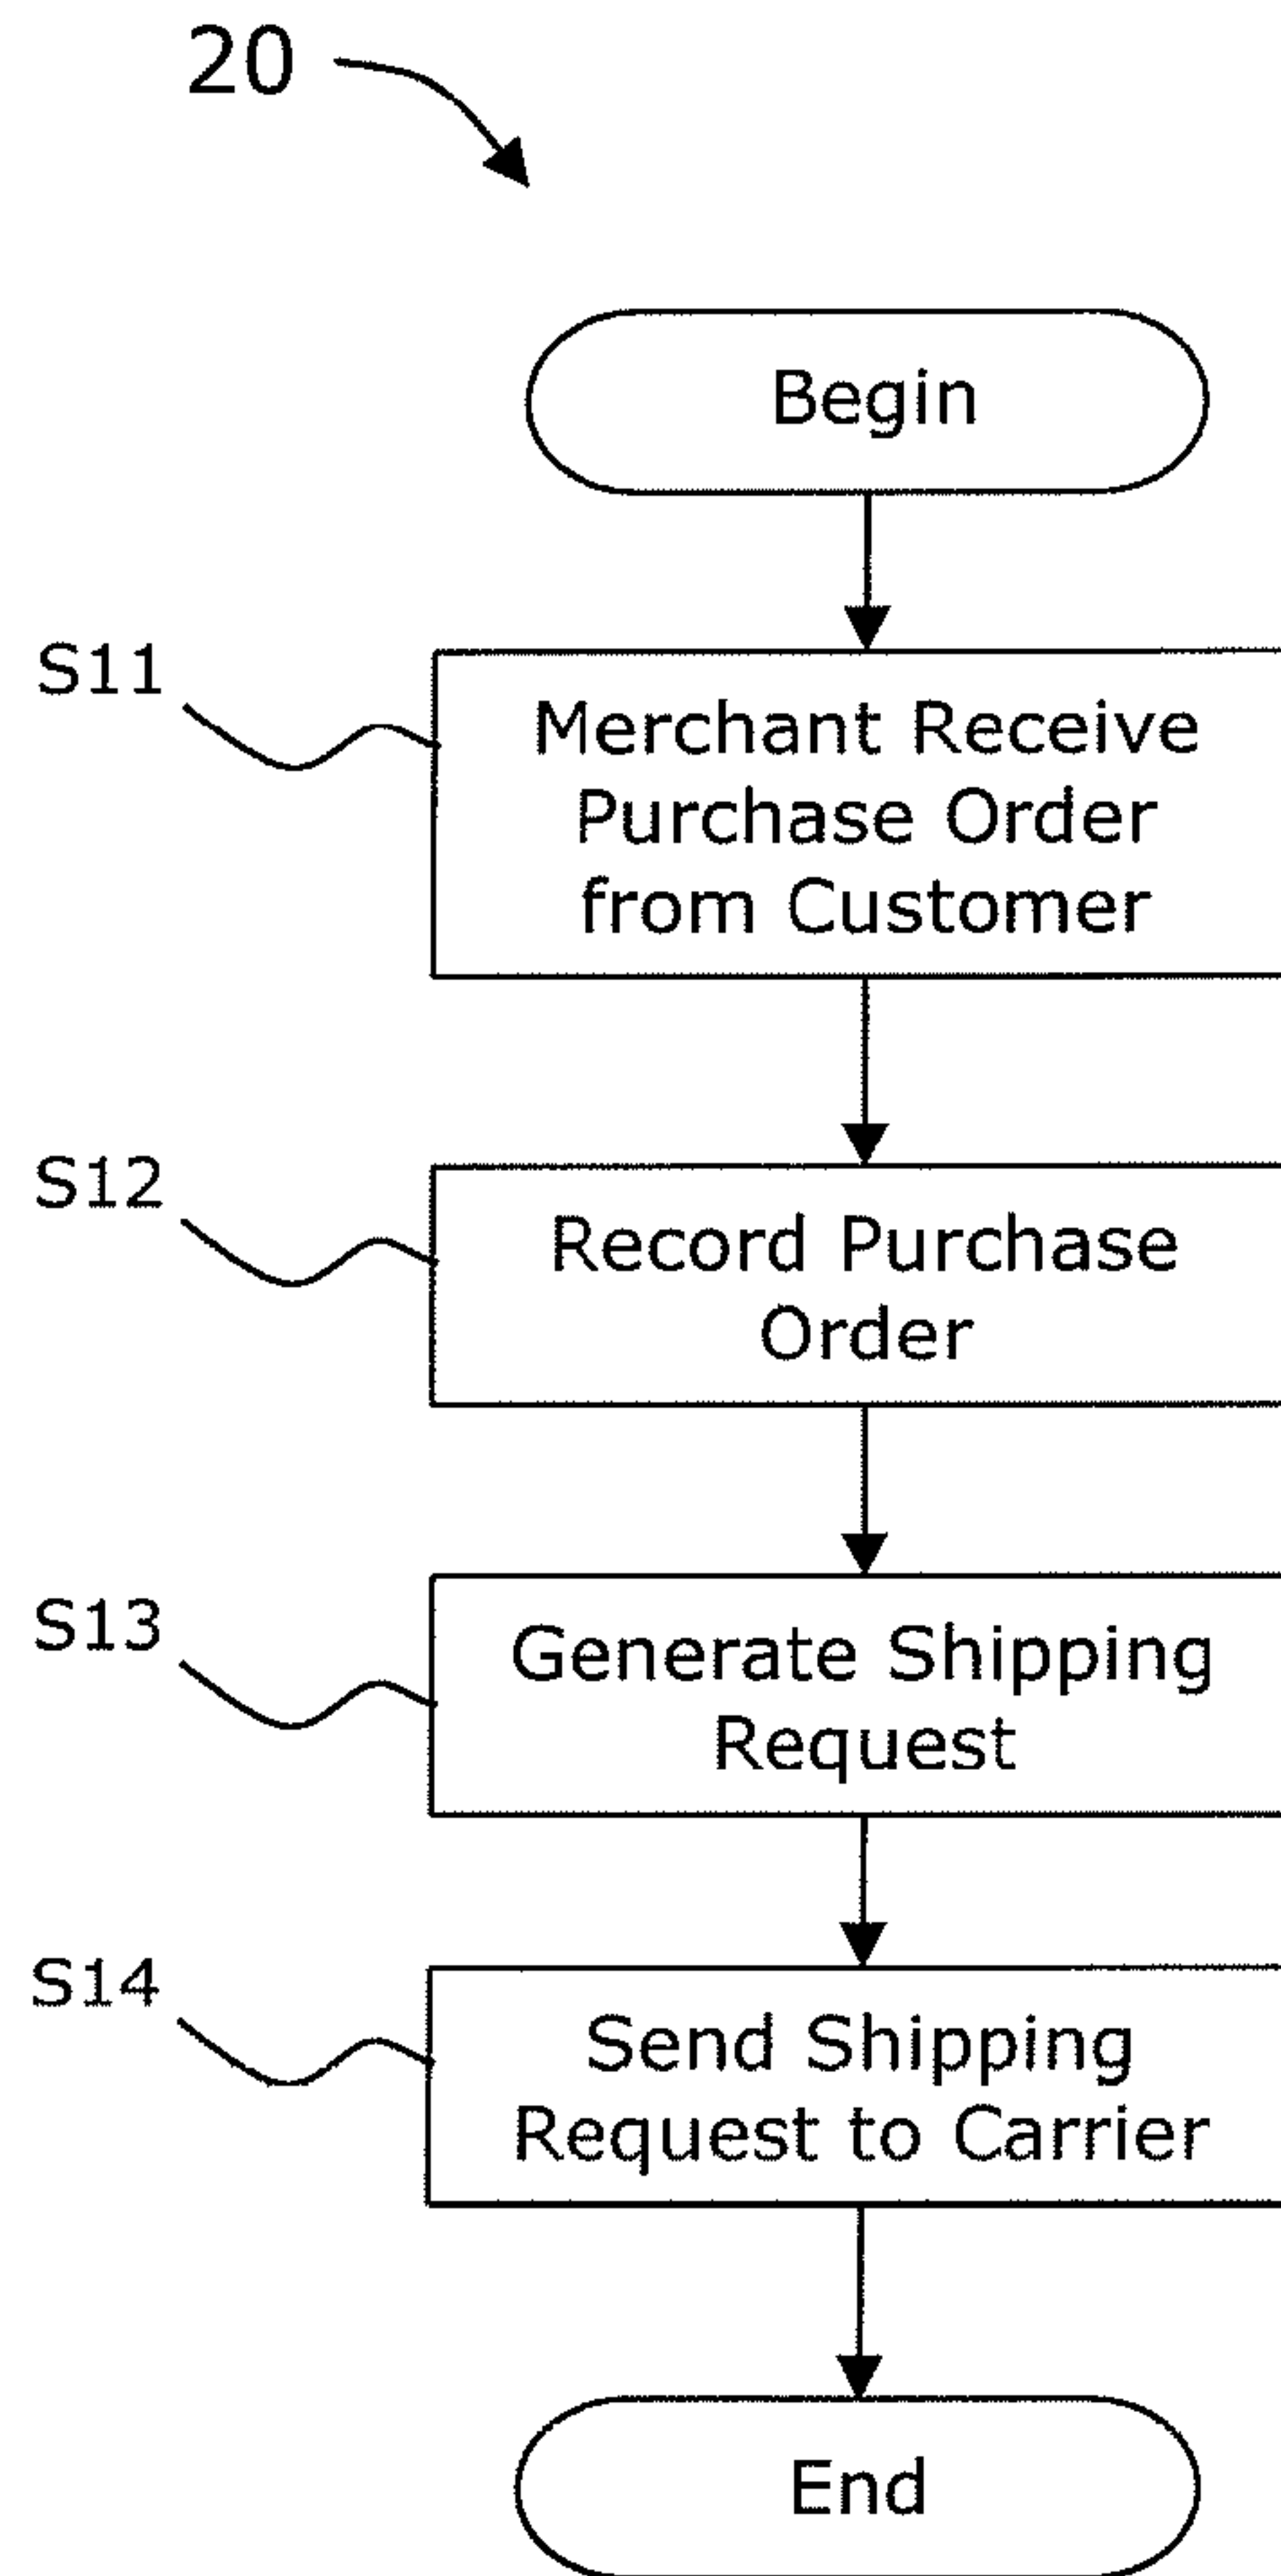 20
Begin
S11
Merchant Receive
Purchase Order
from Customer
S12
Record Purchase
Order
S13
Generate Shipping
Request
S14
Send Shipping
Request to Carrier
End